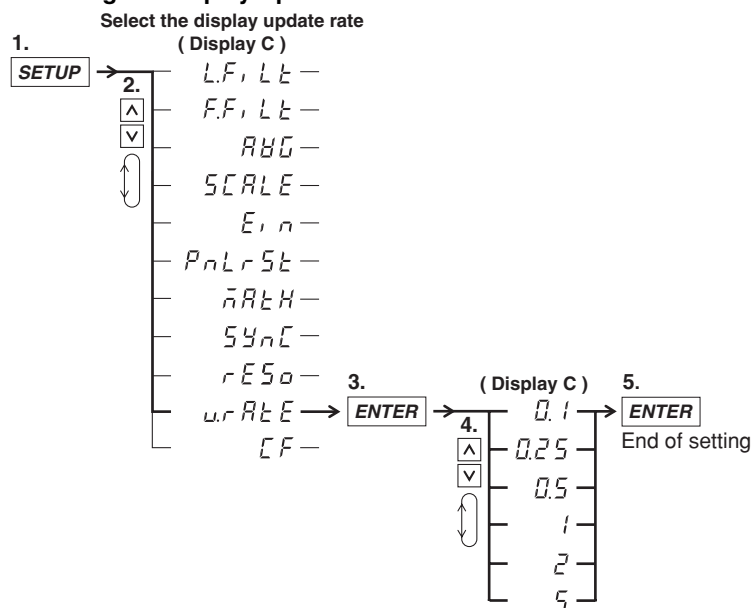 Select the display update rate
1.
( Display C )
SETUP
2.
L.FiLt
F.FiLt
AVG
SCALE
Ein
PnLrSt
MAtH
SYnC
rESo
u.rAtE
CF
3.
ENTER
( Display C )
4.
0.1
0.25
0.5
1
2
5
5.
ENTER
End of setting